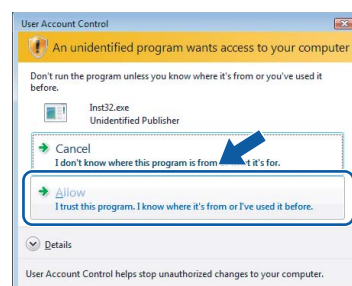 User Account Control
An unidentified program wants access to your computer
Don't run the program unless you know where it's from or you've used it
before.
Inst32.exe
Unidentified Publisher
Cancel
I don't know where this program is from t it's for.
Allow
I trust this program. I know where it's from or I've used it before.
Details
User Account Control helps stop unauthorized changes to your computer.